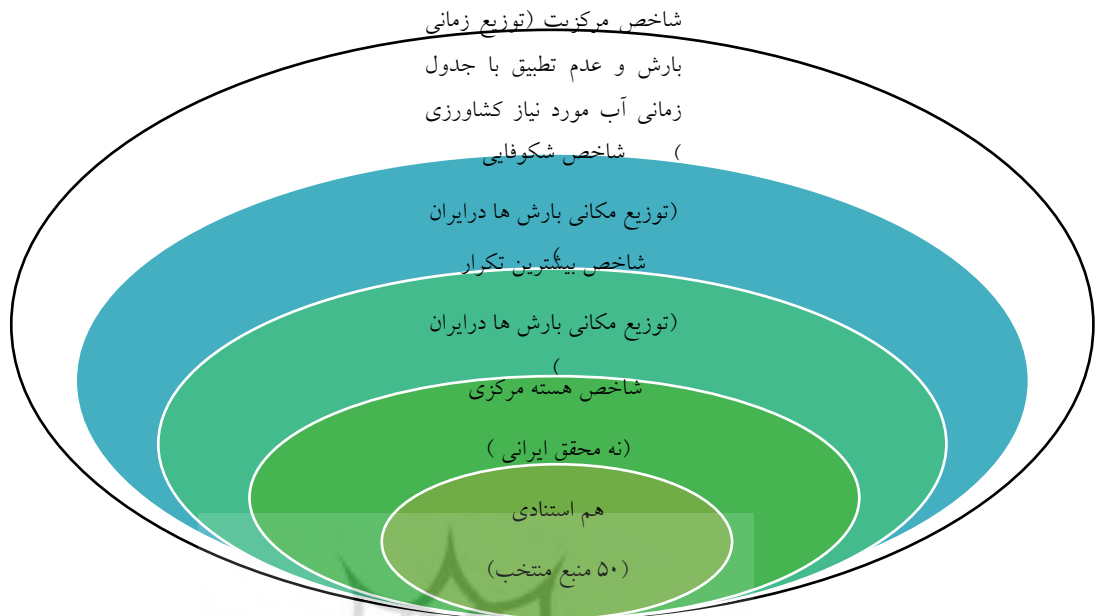 شاخص مرکزیت (توزیع زمانی
بارش و عدم تطبیق با جدول
زمانی آب مورد نیاز کشاورزی
) شاخص شکوفایی
(توزیع مکانی بارش ها درایران
)
شاخص بیشترین تکرار
(توزیع مکانی بارش ها درایران
)
شاخص هسته مرکزی
(نه محقق ایرانی )
هم استنادی
(۵۰ منبع منتخب)